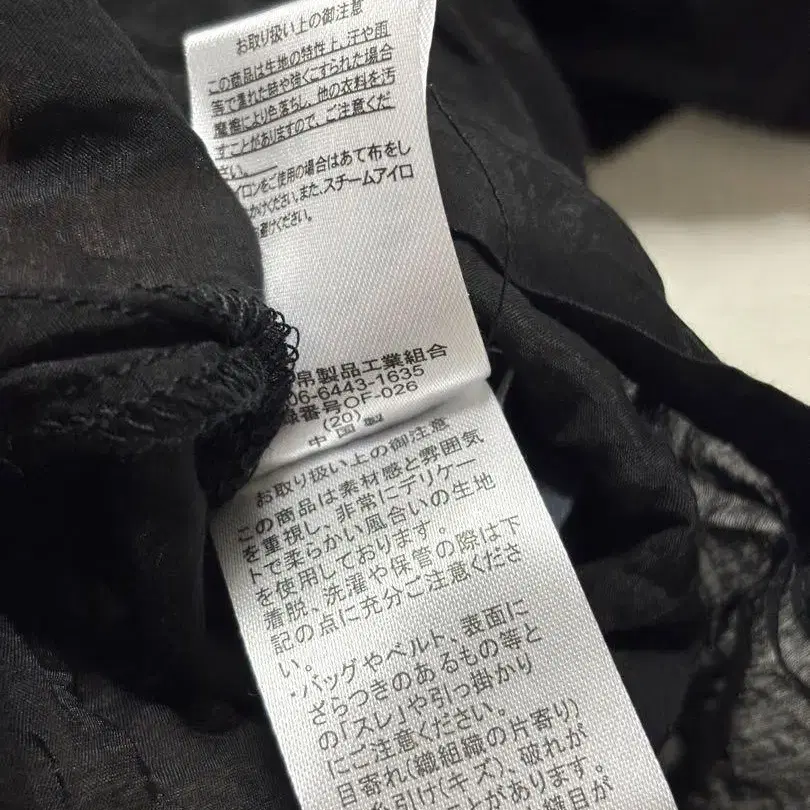 お取り扱い上の御注意
この商品は生地の特性上、汗や雨
等で濡れた時や強くこすられた場合
摩擦により色落ちし、他の衣料を汚
すことがありますので、ご注意くだ
さい。
イロンをご使用の場合はあて布をし
かけください。また、スチームアイロ
避けください。
帛製品工業組合
06-6443-1635
録番号OF-026
(20)
中国製
お取り扱い上の御注意
この商品は素材感と雰囲気
を重視し、非常にデリケー
トで柔らかい風合いの生地
を使用しております。
着脱、洗濯や保管の際は下
記の点に充分ご注意くださ
い。
・バッグやベルト、表面に
ざらつきのあるもの等と
の「スレ」や引っ掛かり
にご注意ください。
目寄れ(織組織の片寄り)
糸引け(キズ)、破れが
ことがあります。
織目が